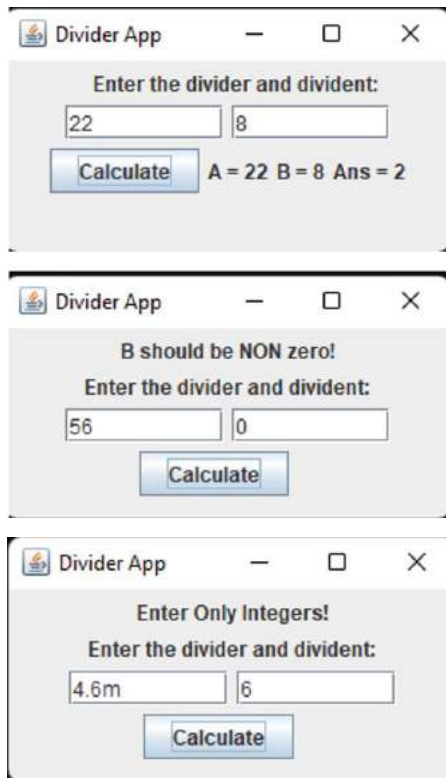 Divider App
Enter the divider and divident:
22 8
Calculate A = 22 B = 8 Ans = 2
Divider App
B should be NON zero!
Enter the divider and divident:
56 0
Calculate
Divider App
Enter Only Integers!
Enter the divider and divident:
4.6m 6
Calculate